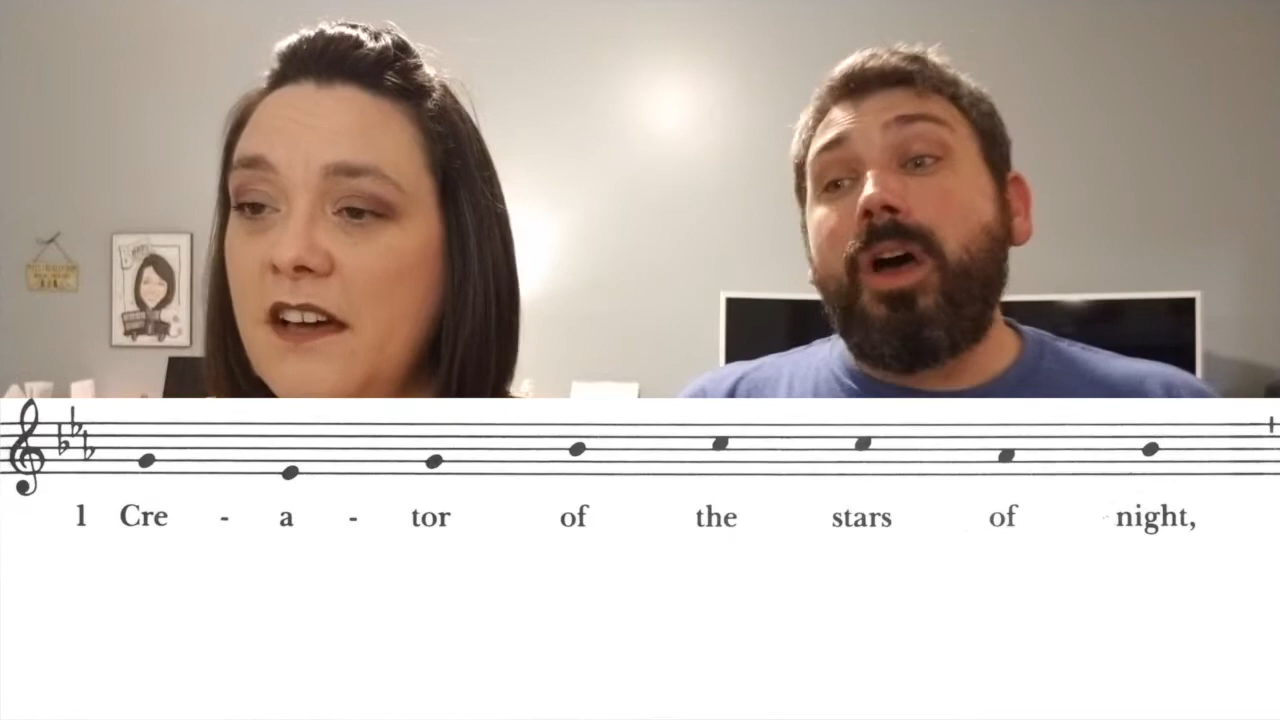 1 Cre - a - tor of the stars of night,